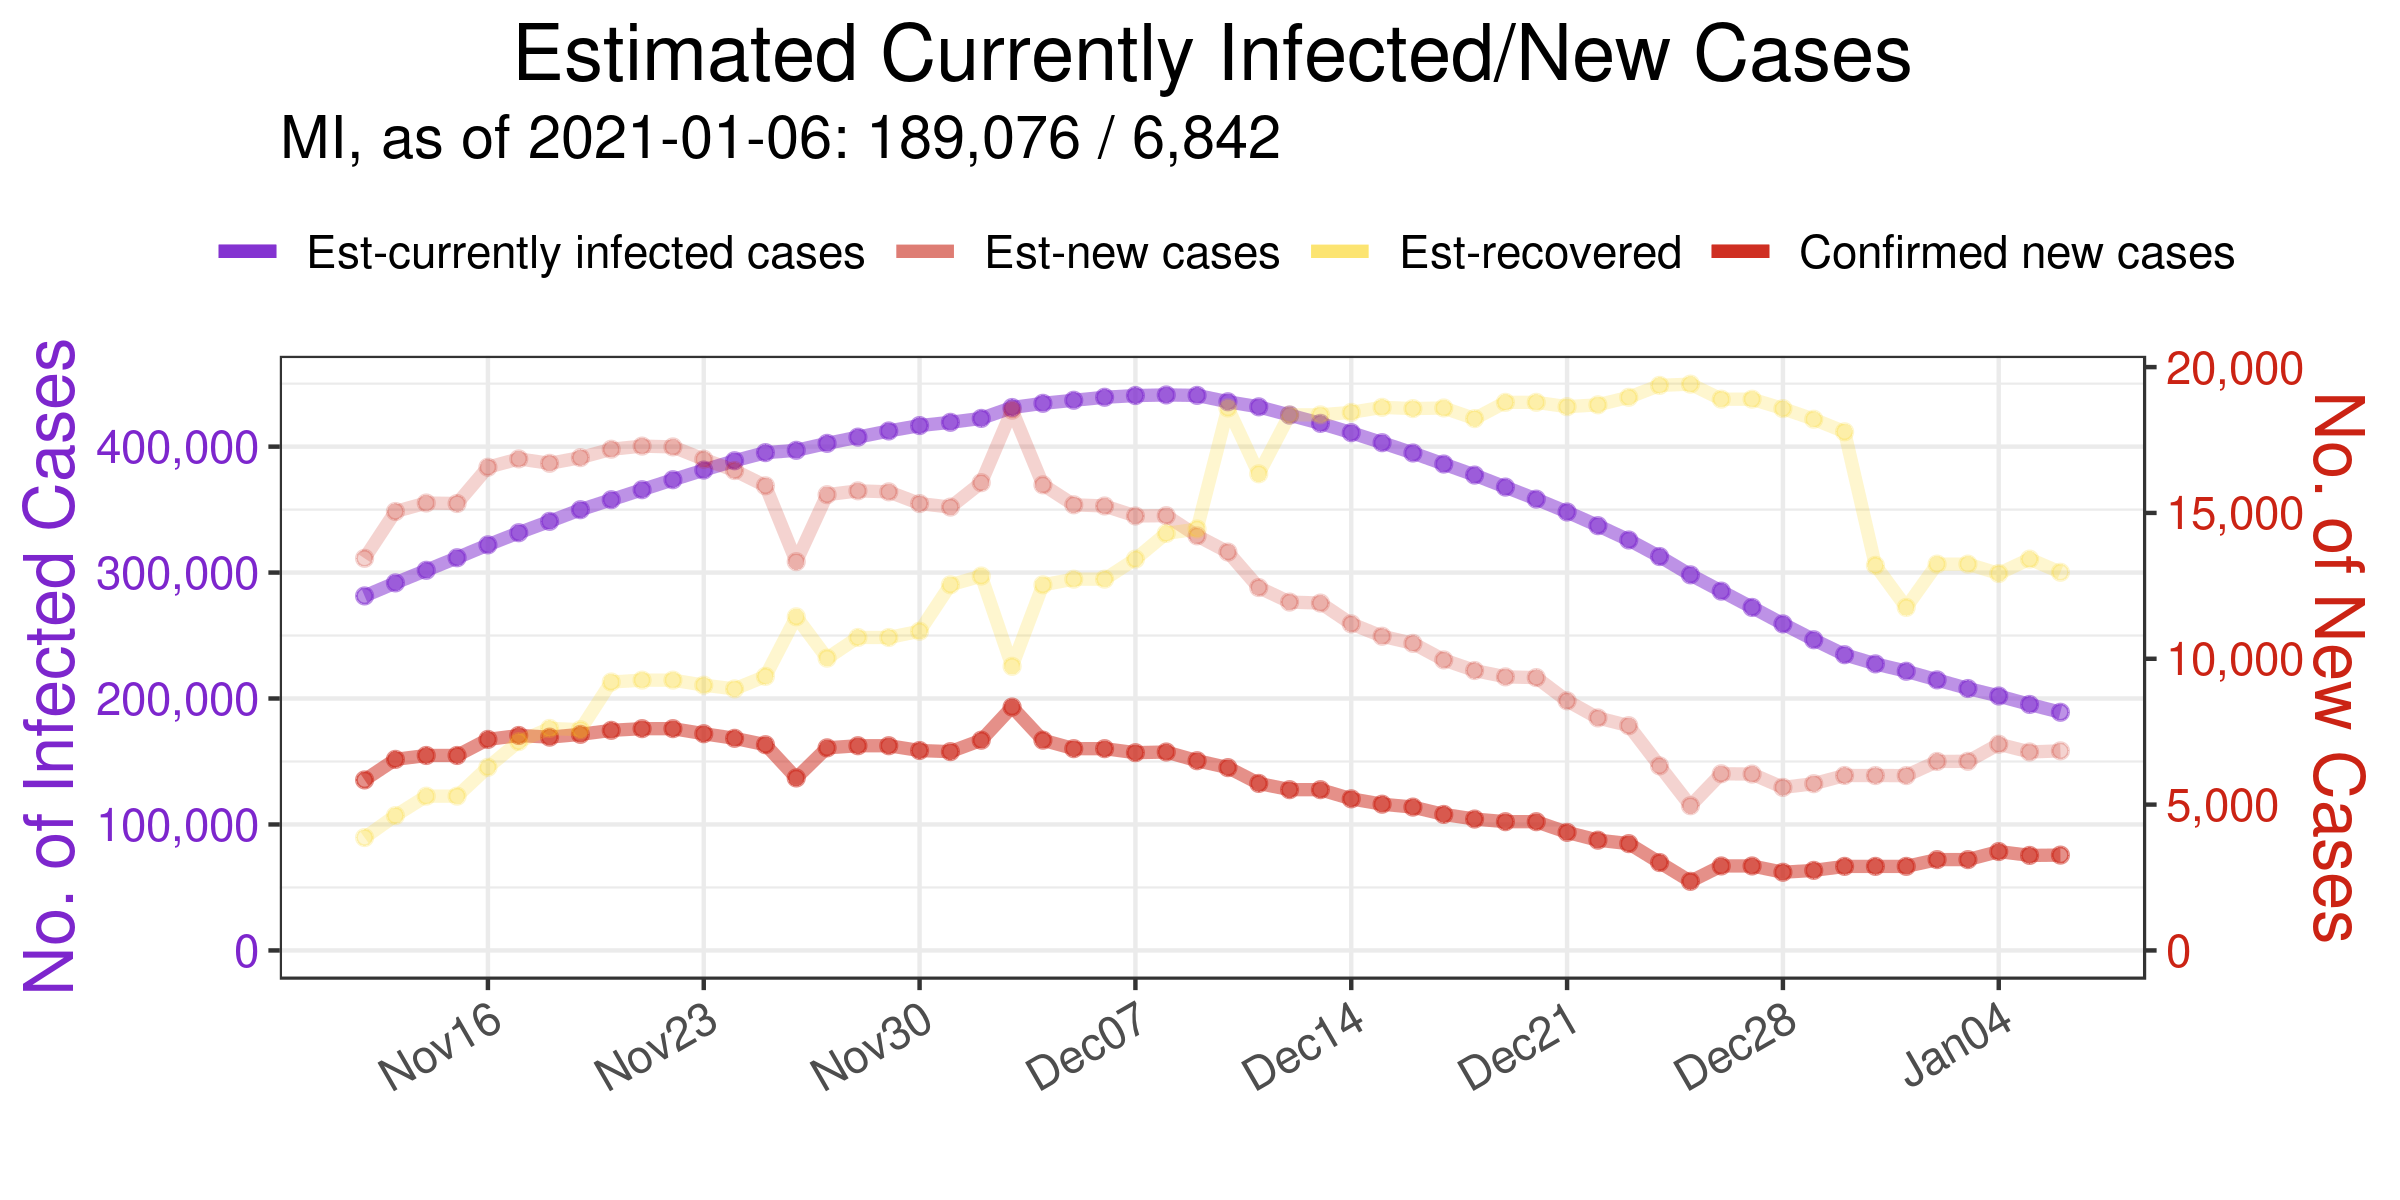 Estimated Currently Infected/New Cases
MI, as of 2021-01-06: 189,076 / 6,842
Est-currently infected cases
Est-new cases
Est-recovered
Confirmed new cases
No. of Infected Cases
400,000
300,000
200,000
100,000
0
20,000
15,000
10,000
5,000
0
No. of New Cases
Nov16
Nov23
Nov30
Dec07
Dec14
Dec21
Dec28
Jan04